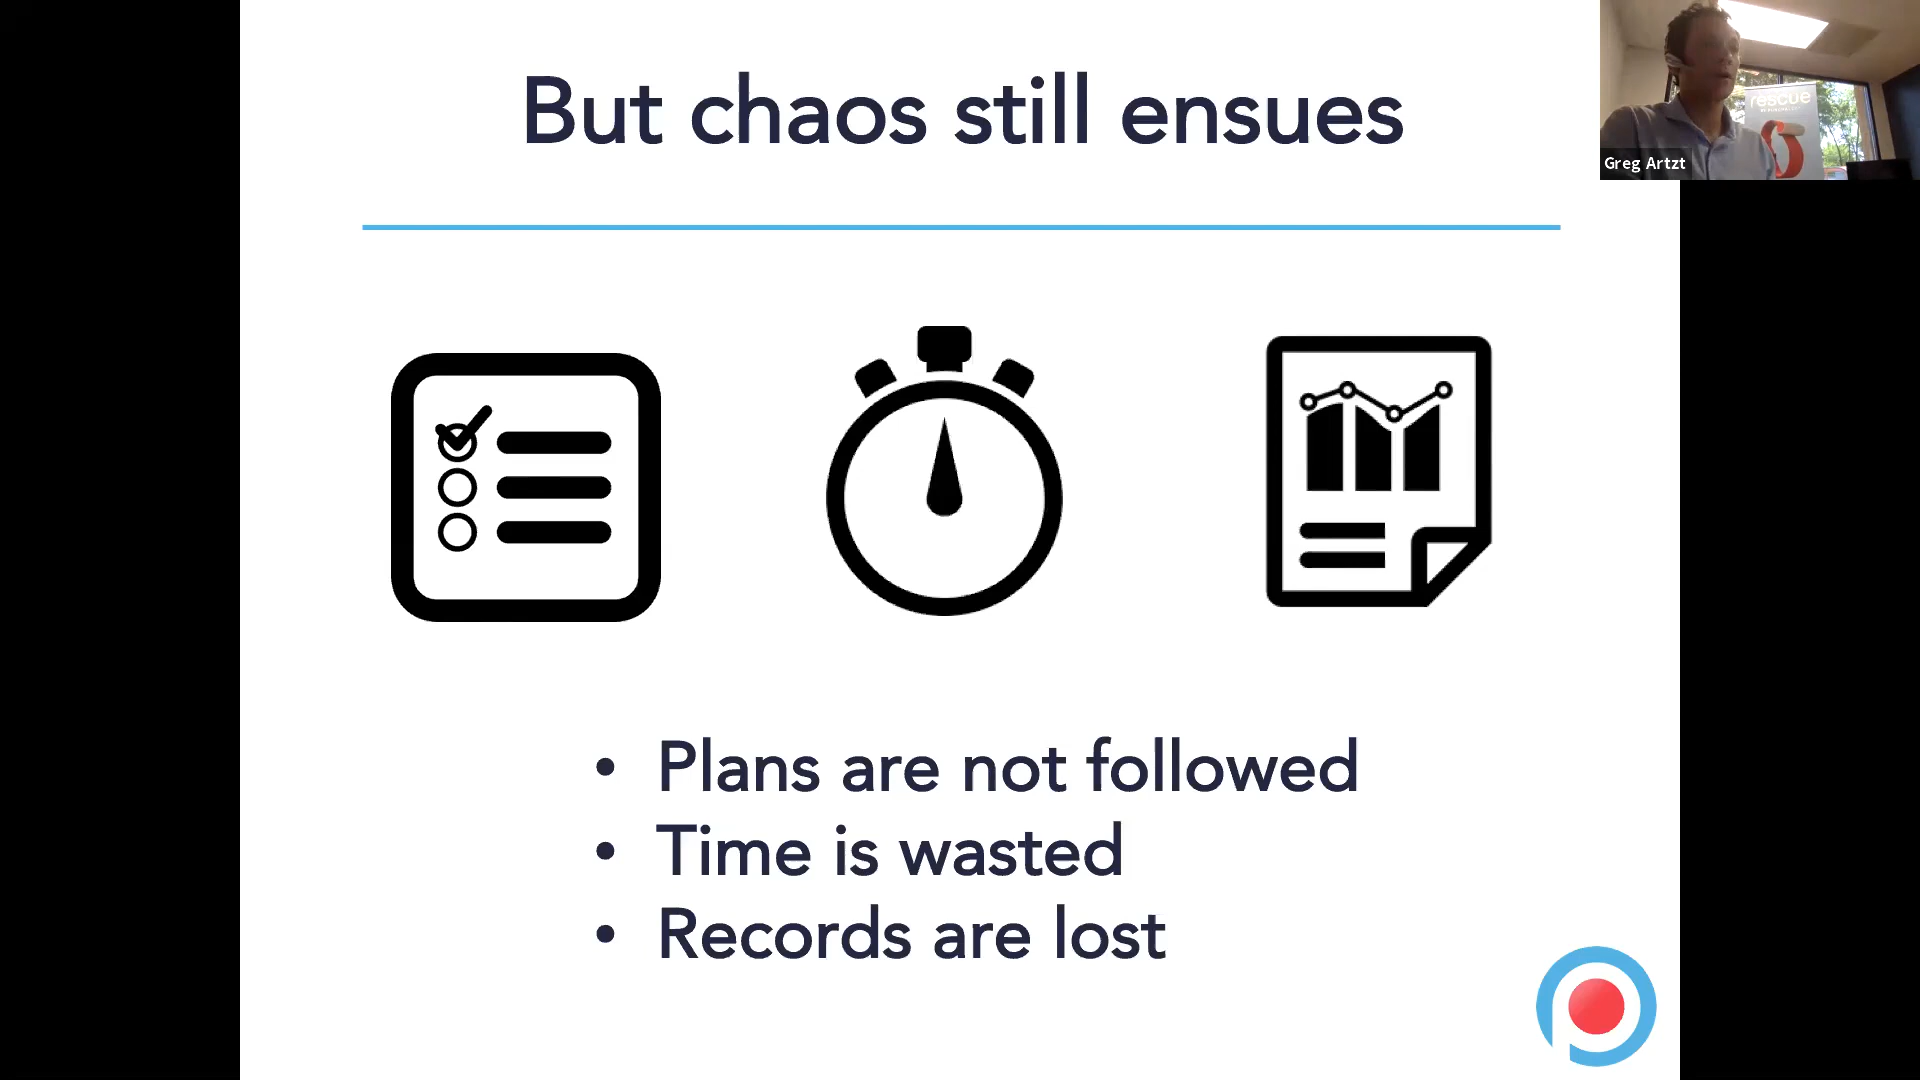 But chaos still ensues
rescue
Greg Artzt
• Plans are not followed
• Time is wasted
• Records are lost